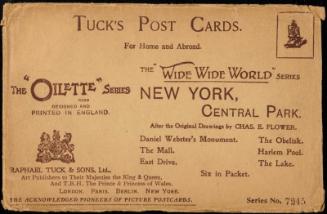 TUCK'S POST CARDS.
For Home and Abroad.
THE "WIDE WIDE WORLD" SERIES
THE "OILETTE" SERIES
DESIGNED AND
PRINTED IN ENGLAND.
NEW YORK,
CENTRAL PARK.
After the Original Drawings by CHAS. E. FLOWER.
Daniel Webster's Monument. The Obelisk.
The Mall. Harlem Pool.
East Drive. The Lake.
Six in Packet.
RAPHAEL TUCK & SONS, Ltd.,
Art Publishers to Their Majesties the King & Queen,
And T.R.H. The Prince & Princess of Wales.
LONDON. PARIS. BERLIN. NEW YORK.
THE ACKNOWLEDGED PIONEERS OF PICTURE POSTCARDS.
Series No. 7945